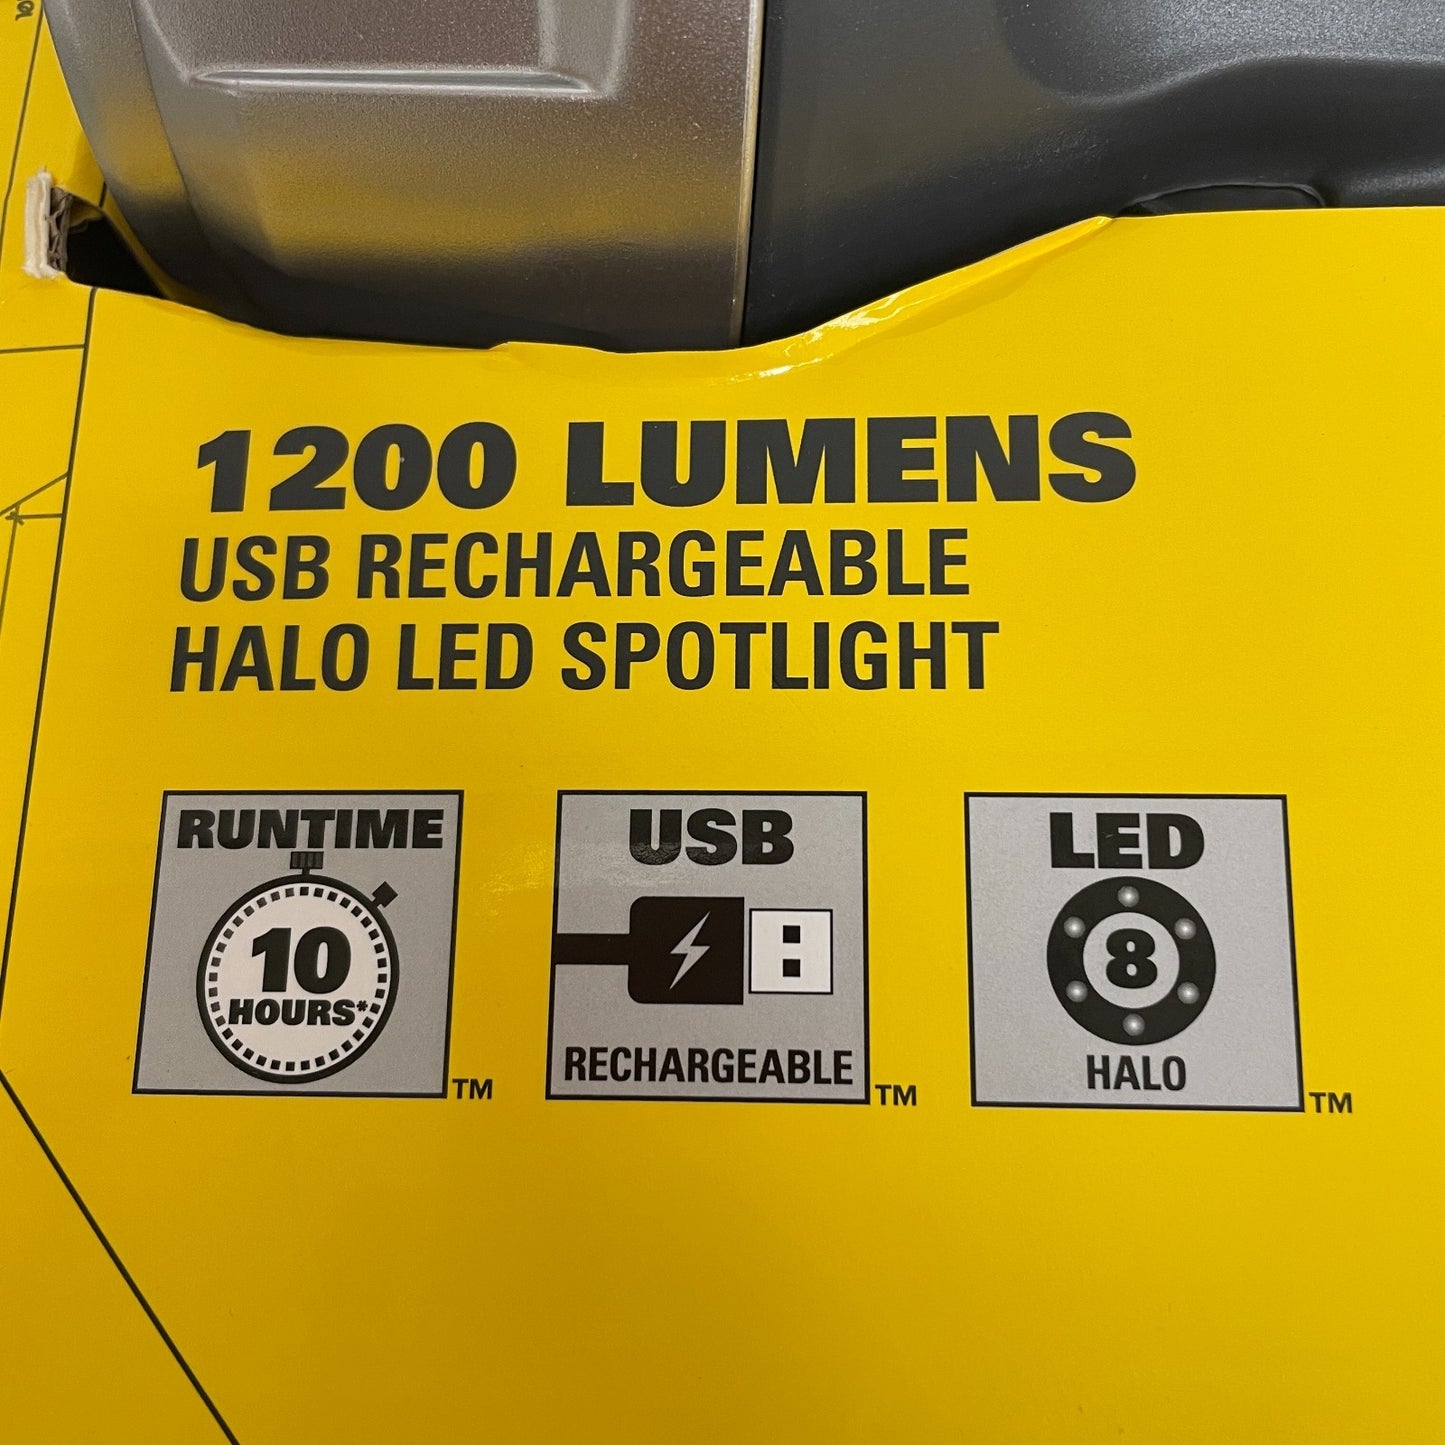 1200 LUMENS
USB RECHARGEABLE
HALO LED SPOTLIGHT
RUNTIME
10
HOURS*
TM
USB
RECHARGEABLE
TM
LED
8
HALO
TM